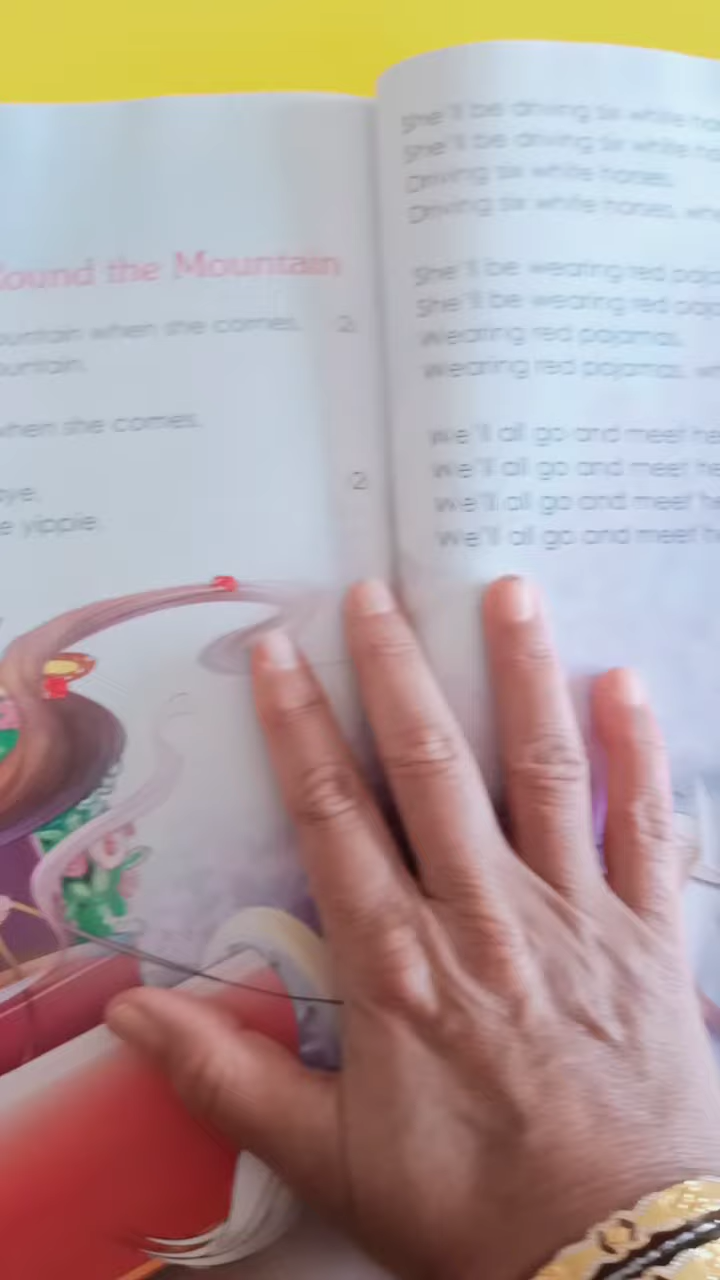 Round the Mountain
ountain when she comes, 2
ountain,
when she comes.
bye, 2
e yippie,
She'll be driving six white ho
She'll be driving six white ho
Driving six white horses,
Driving six white horses, whe
She'll be wearing red paja
She'll be wearing red paja
Wearing red pajamas,
Wearing red pajamas, wh
We'll all go and meet he
We'll all go and meet he
We'll all go and meet he
We'll all go and meet he